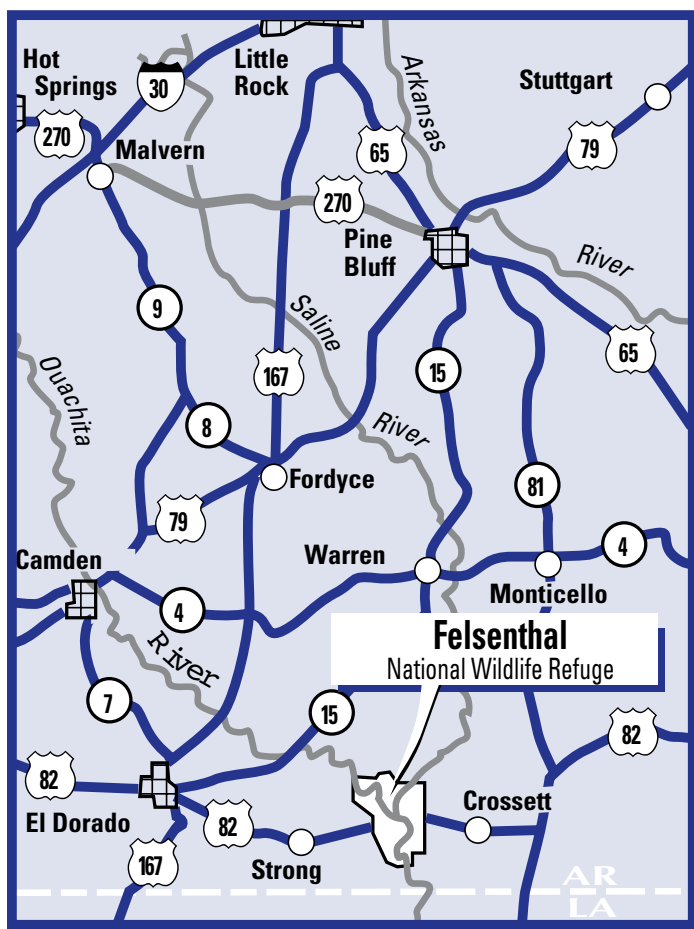 Hot
Springs
Little
Rock
30
Arkansas
Stuttgart
270
Malvern
65
79
270
Pine
Bluff
River
9
Saline
65
Ouachita
167
15
8
River
Fordyce
81
79
4
Camden
Warren
Monticello
4
Felsenthal
National Wildlife Refuge
River
7
15
82
82
El Dorado
82
Crossett
Strong
167
AR
LA